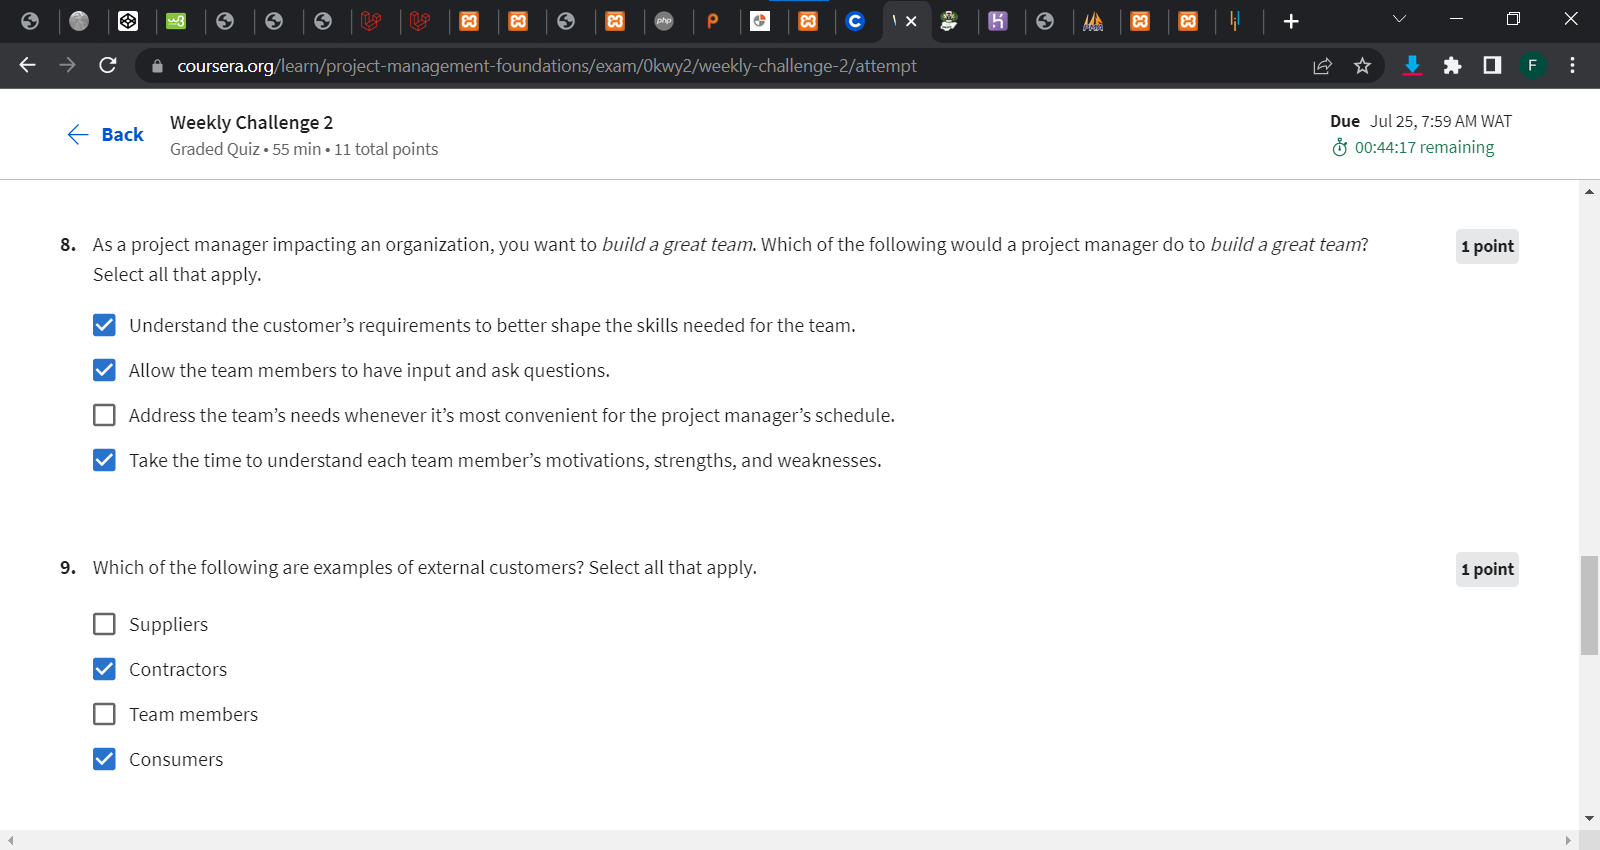 coursera.org/learn/project-management-foundations/exam/0kwy2/weekly-challenge-2/attempt
F
Back
Weekly Challenge 2
Graded Quiz • 55 min • 11 total points
Due Jul 25, 7:59 AM WAT
00:44:17 remaining
8. As a project manager impacting an organization, you want to build a great team. Which of the following would a project manager do to build a great team?
Select all that apply.
1 point
Understand the customer’s requirements to better shape the skills needed for the team.
Allow the team members to have input and ask questions.
Address the team’s needs whenever it’s most convenient for the project manager’s schedule.
Take the time to understand each team member’s motivations, strengths, and weaknesses.
9. Which of the following are examples of external customers? Select all that apply.
1 point
Suppliers
Contractors
Team members
Consumers